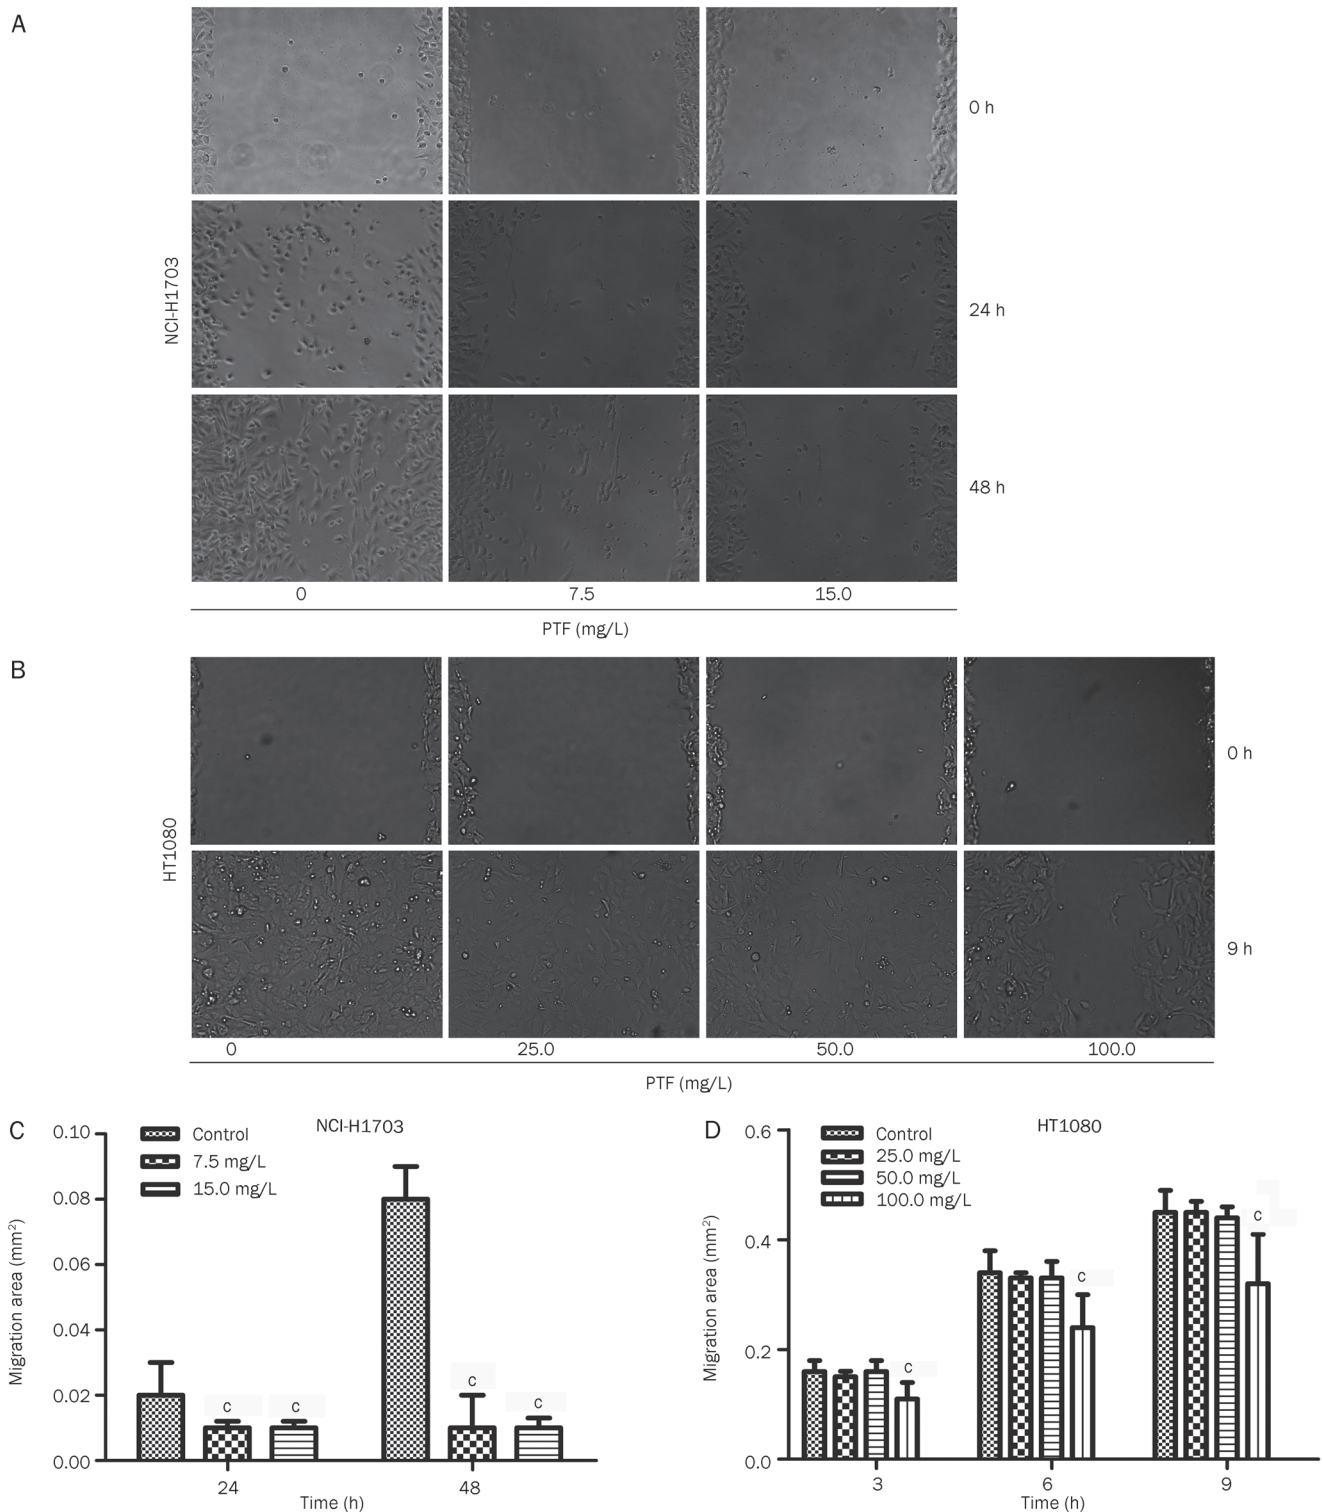 A
0 h
NCI-H1703
24 h
48 h
0 7.5 15.0
PTF (mg/L)
B
0 h
HT1080
9 h
0 25.0 50.0 100.0
PTF (mg/L)
C
NCI-H1703
Control
7.5 mg/L
15.0 mg/L
Migration area (mm²)
0.10
0.08
0.06
0.04
0.02
0.00
c c c c
24 48
Time (h)
D
HT1080
Control
25.0 mg/L
50.0 mg/L
100.0 mg/L
Migration area (mm²)
0.6
0.4
0.2
0.0
c c c
3 6 9
Time (h)